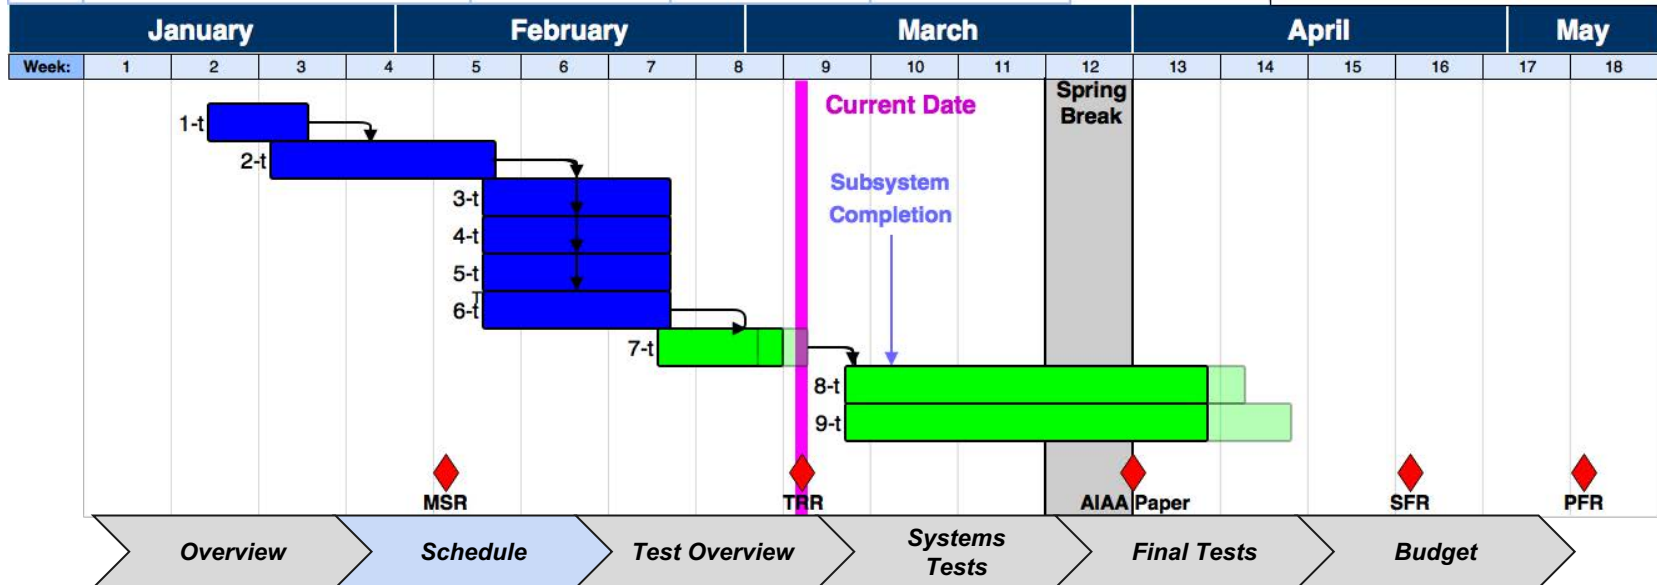 January February March April May
Week: 1 2 3 4 5 6 7 8 9 10 11 12 13 14 15 16 17 18
Spring
Break
Current Date
1-t
2-t
Subsystem
Completion
3-t
4-t
5-t
T
6-t
7-t
8-t
9-t
MSR TRR AIAA Paper SFR PFR
Overview Schedule Test Overview Systems Tests Final Tests Budget